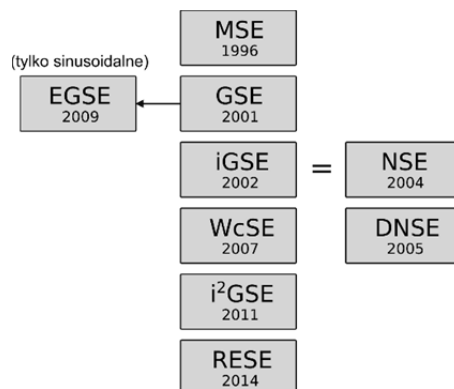 MSE
1996
(tylko sinusoidalne)
EGSE
2009
GSE
2001
iGSE
2002
=
NSE
2004
WcSE
2007
DNSE
2005
i²GSE
2011
RESE
2014